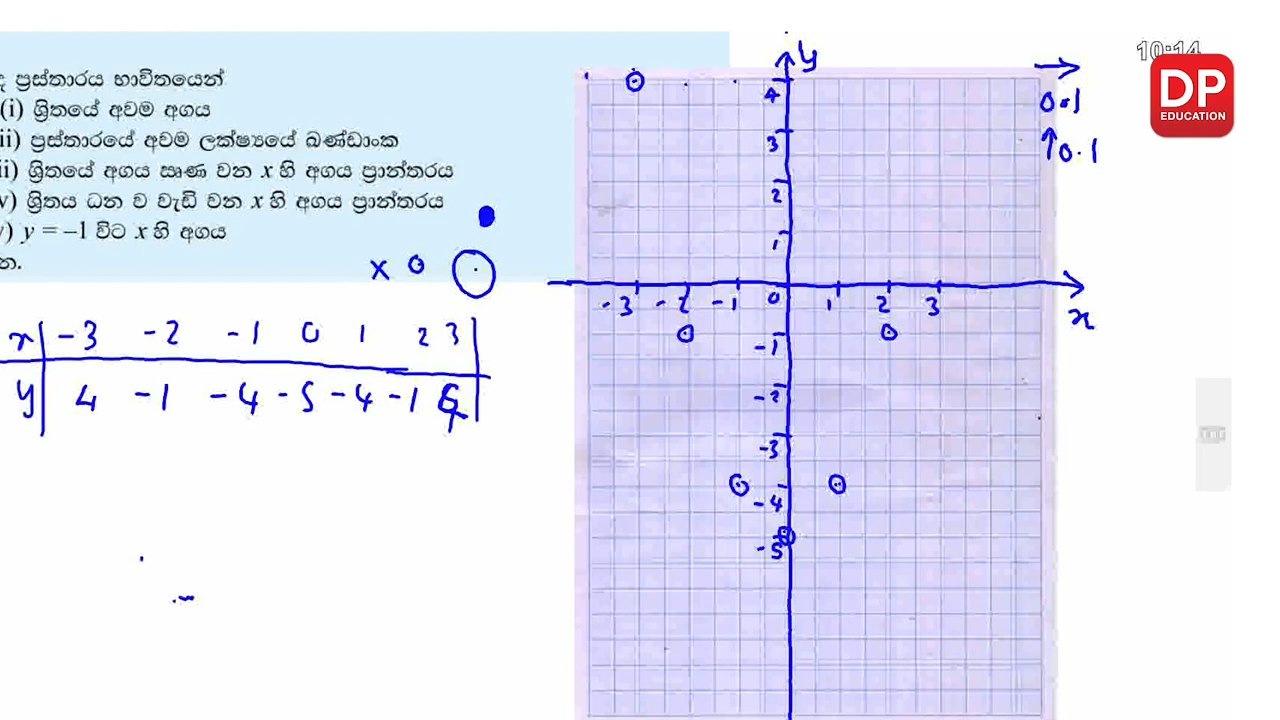 10:14
DP
EDUCATION
ප්‍රස්තාරය භාවිතයෙන්
(i) ශ්‍රිතයේ අවම අගය
ii) ප්‍රස්තාරයේ අවම ලක්ෂ්‍යයේ ඛණ්ඩාංක
ii) ශ්‍රිතයේ අගය ඍණ වන x හි අගය ප්‍රාන්තරය
v) ශ්‍රිතය ධන ව වැඩි වන x හි අගය ප්‍රාන්තරය
) y = –1 විට x හි අගය
x -3 -2 -1 0 1 2 3
y 4 -1 -4 -5 -4 -1
y
4
3
2
1
-3 -2 -1 0 1 2 3
x
-1
-2
-3
-4
-5
0.1
0.1